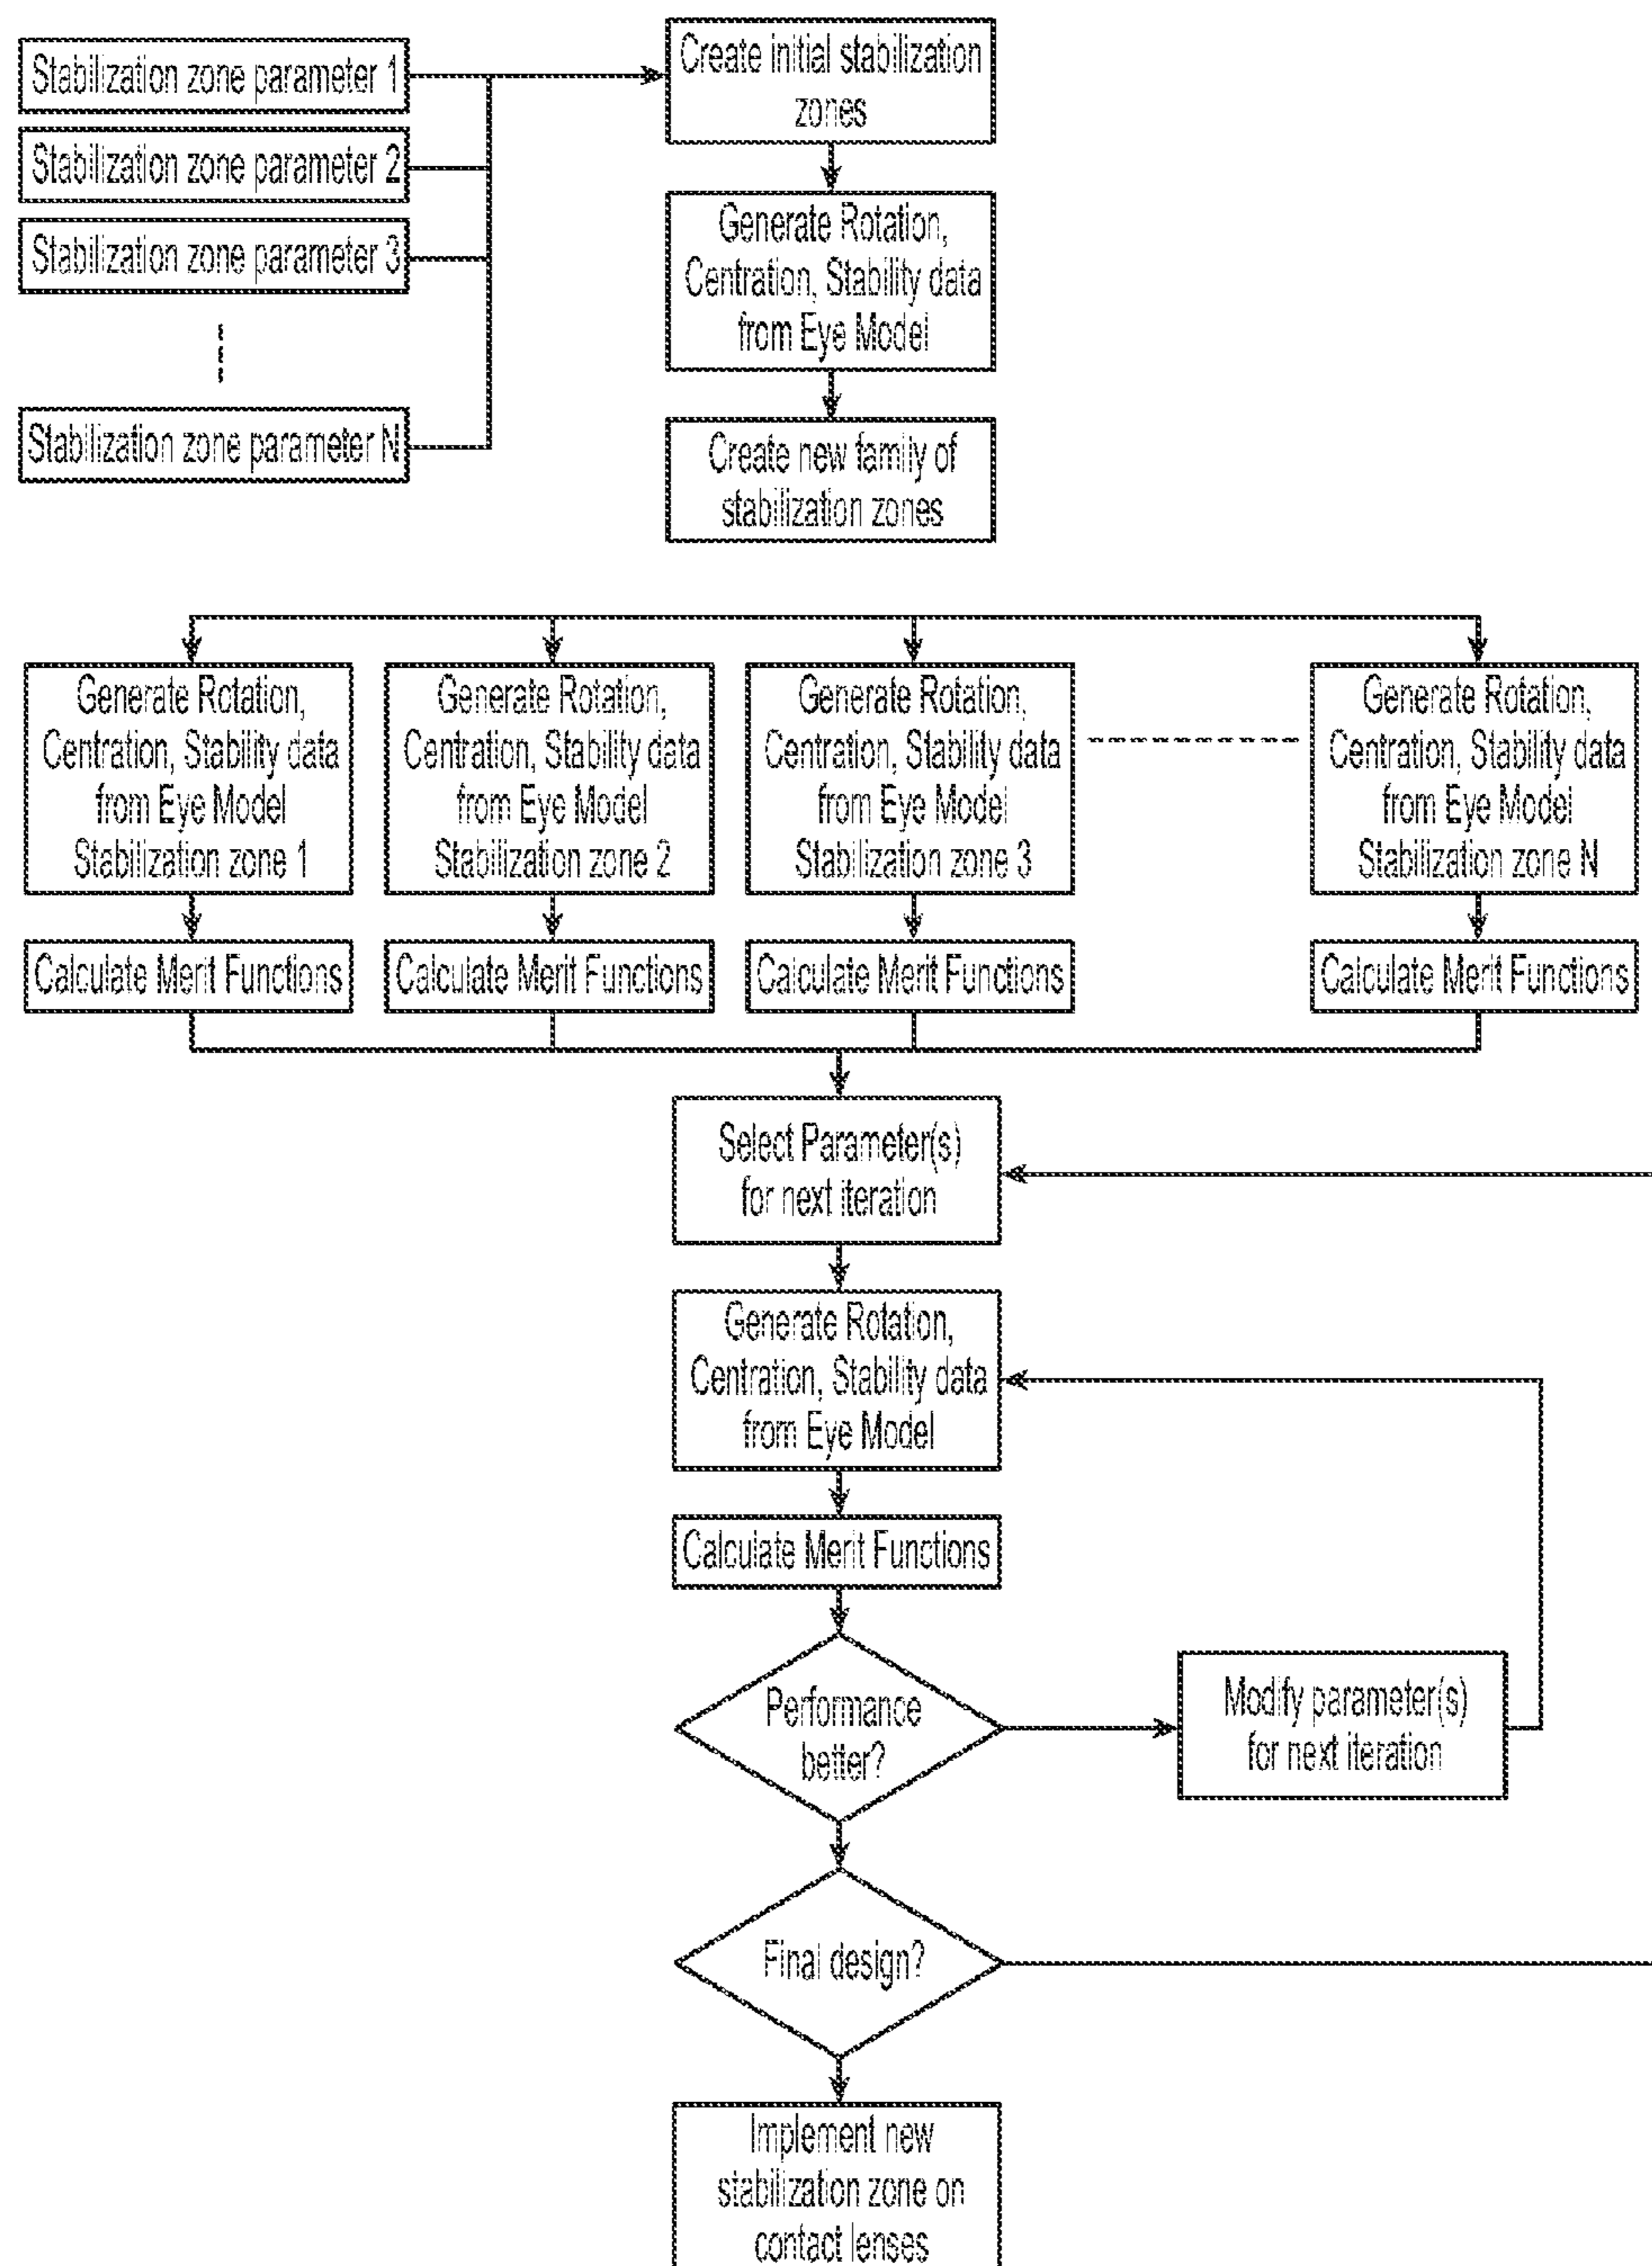 Stabilization zone parameter 1
Stabilization zone parameter 2
Stabilization zone parameter 3
Stabilization zone parameter N
Create initial stabilization
zones
Generate Rotation,
Centration, Stability data
from Eye Model
Create new family of
stabilization zones
Generate Rotation,
Centration, Stability data
from Eye Model
Stabilization zone 1
Generate Rotation,
Centration, Stability data
from Eye Model
Stabilization zone 2
Generate Rotation,
Centration, Stability data
from Eye Model
Stabilization zone 3
Generate Rotation,
Centration, Stability data
from Eye Model
Stabilization zone N
Calculate Merit Functions
Calculate Merit Functions
Calculate Merit Functions
Calculate Merit Functions
Select Parameter(s)
for next iteration
Generate Rotation,
Centration, Stability data
from Eye Model
Calculate Merit Functions
Performance
better?
Modify parameter(s)
for next iteration
Final design?
Implement new
stabilization zone on
contact lenses